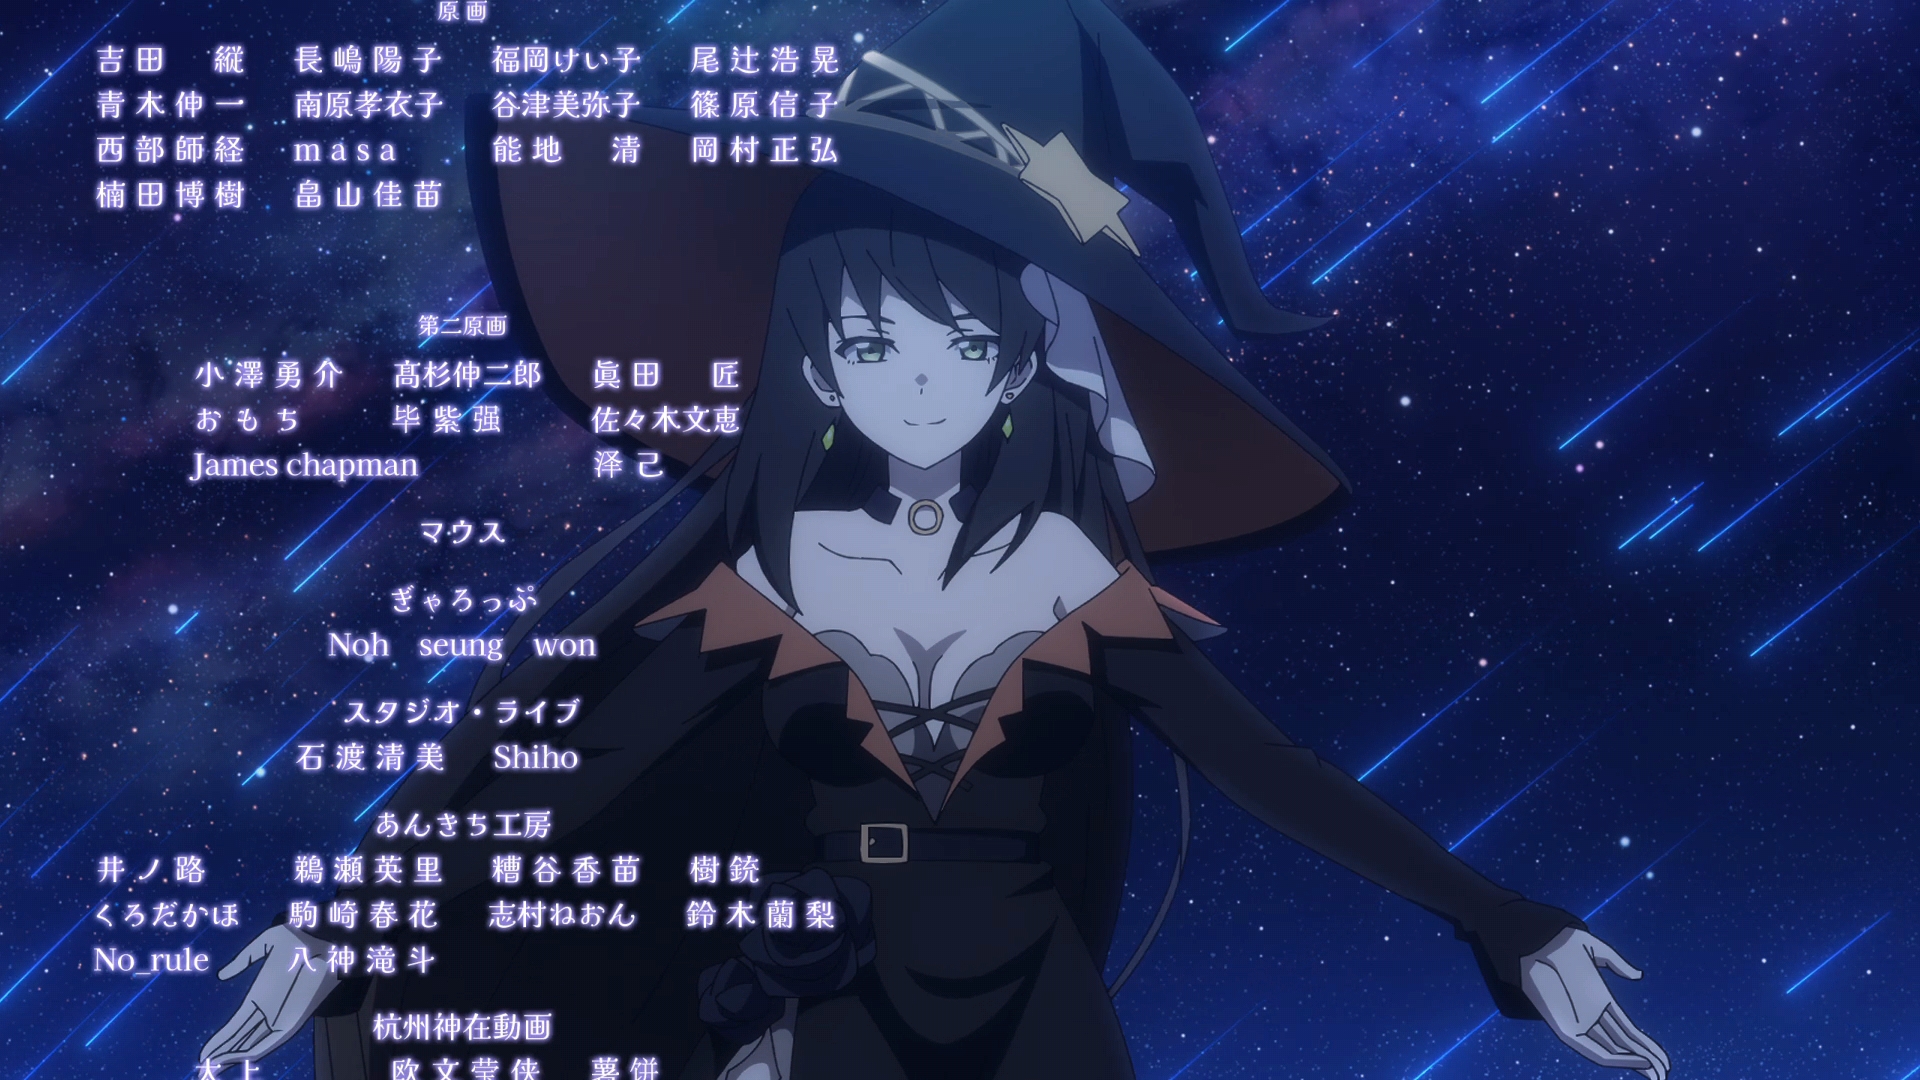 原画
吉田 縦 長嶋陽子 福岡けい子 尾辻浩晃
青木伸一 南原孝衣子 谷津美弥子 篠原信子
西部師経 masa 能地 清 岡村正弘
楠田博樹 畠山佳苗
第二原画
小澤勇介 髙杉伸二郎 眞田 匠
おもち 毕紫强 佐々木文恵
James chapman 泽己
マウス
ぎゃろっぷ
Noh seung won
スタジオ・ライブ
石渡清美 Shiho
あんきち工房
井ノ路 鵜瀬英里 糟谷香苗 樹銃
くろだかほ 駒崎春花 志村ねおん 鈴木蘭梨
No_rule 八神滝斗
杭州神在動画
大上 欧文莹侠 薯饼